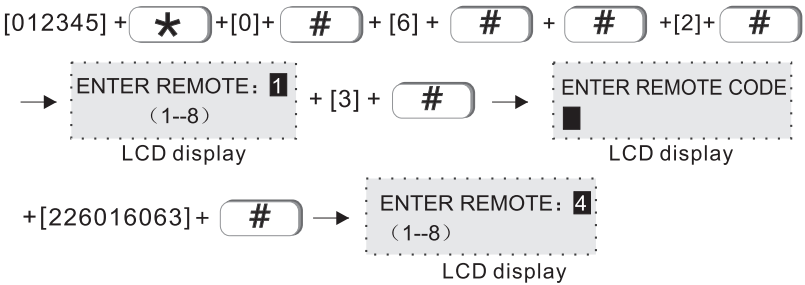 [012345] + * +[0]+ # + [6] + # + # +[2]+ #
ENTER REMOTE: 1 + [3] + # ENTER REMOTE CODE
(1--8)
LCD display LCD display
+[226016063]+ # ENTER REMOTE: 4
(1--8)
LCD display